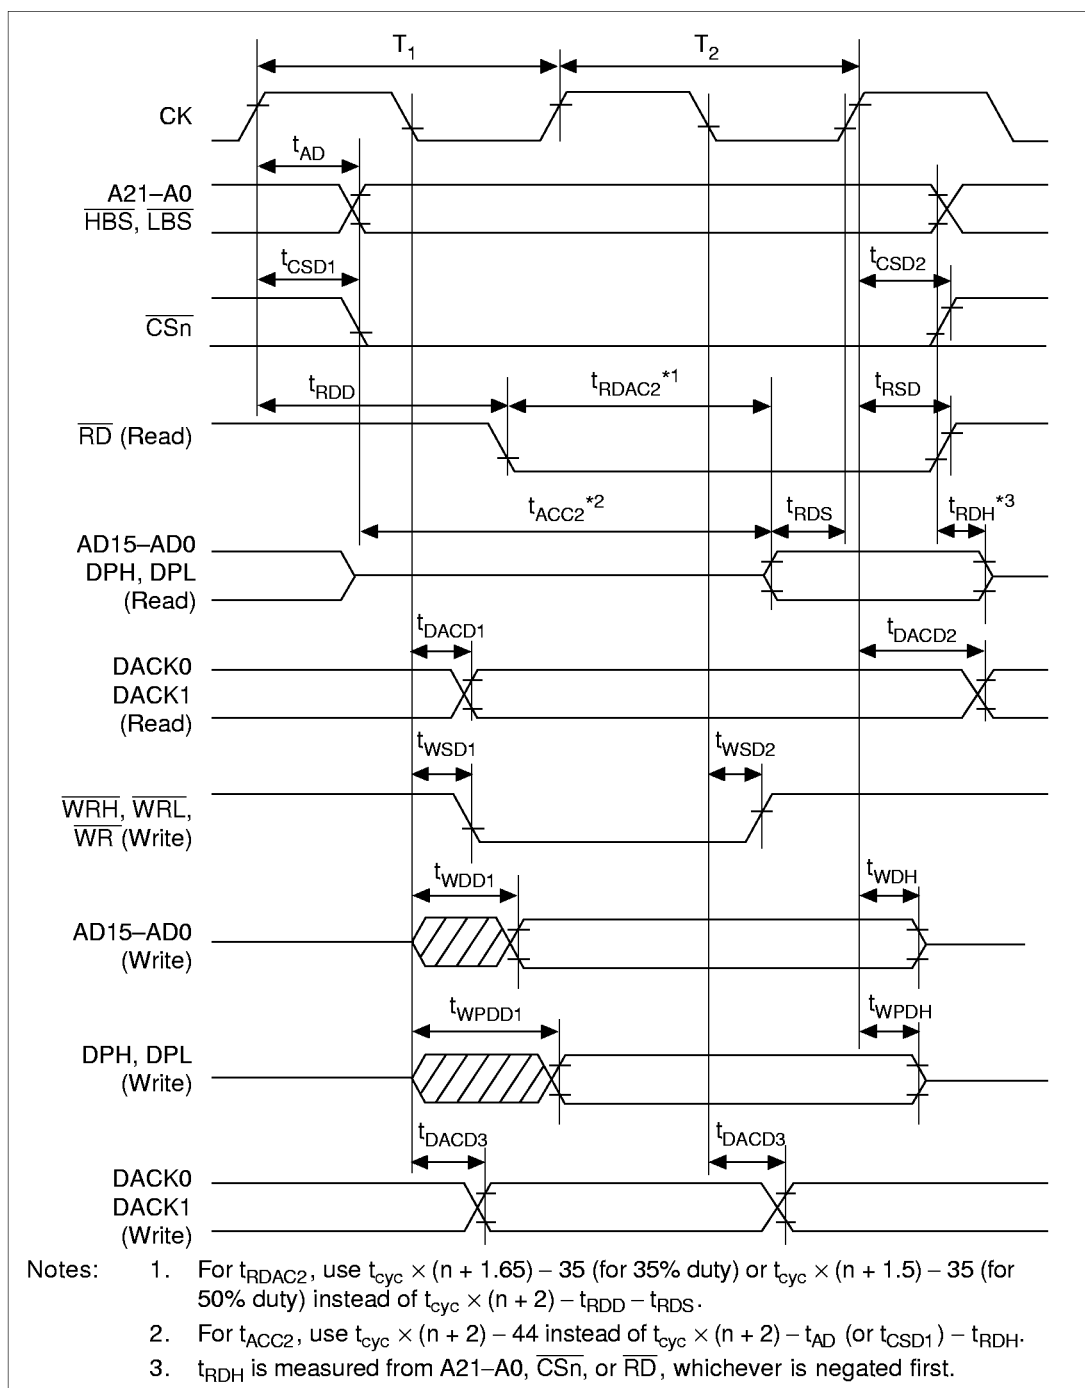 T1 T2
CK
tAD
A21–A0
HBS, LBS
tCSD1 tCSD2
CSn
tRDD tRDAC2*1 tRSD
RD (Read)
tACC2*2 tRDS tRDH*3
AD15–AD0
DPH, DPL
(Read)
tDACD1 tDACD2
DACK0
DACK1
(Read)
tWSD1 tWSD2
WRH, WRL,
WR (Write)
tWDD1 tWDH
AD15–AD0
(Write)
tWPDD1 tWPDH
DPH, DPL
(Write)
tDACD3 tDACD3
DACK0
DACK1
(Write)
Notes: 1. For tRDAC2, use tcyc × (n + 1.65) – 35 (for 35% duty) or tcyc × (n + 1.5) – 35 (for
50% duty) instead of tcyc × (n + 2) – tRDD – tRDS.
2. For tACC2, use tcyc × (n + 2) – 44 instead of tcyc × (n + 2) – tAD (or tCSD1) – tRDH.
3. tRDH is measured from A21–A0, CSn, or RD, whichever is negated first.